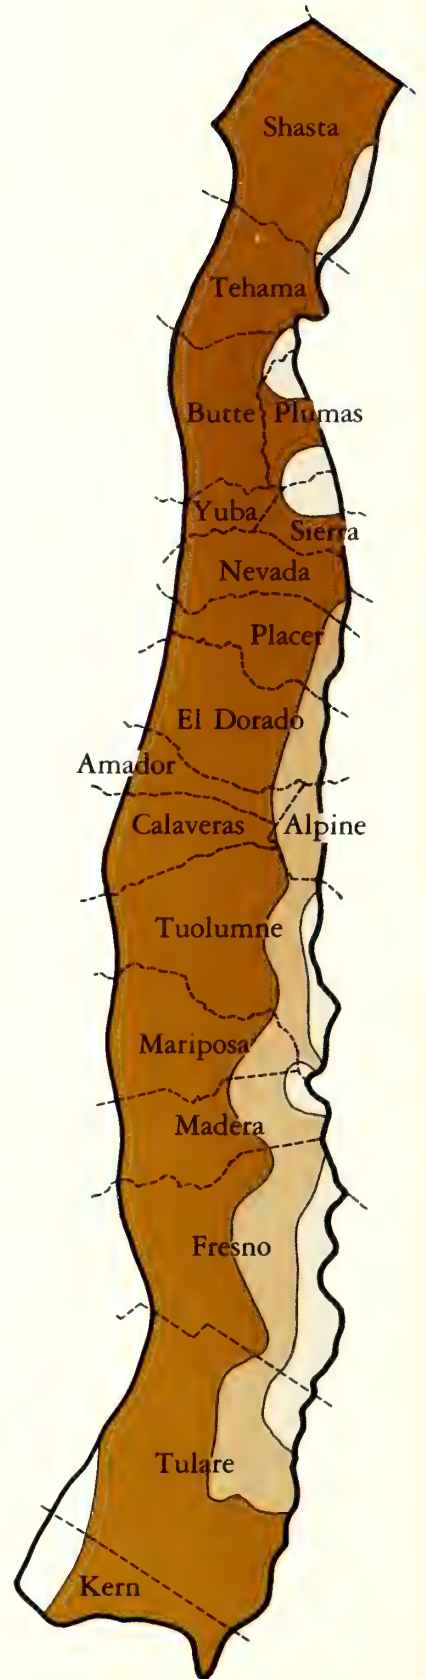 Shasta
Tehama
Butte Plumas
Yuba
Sierra
Nevada
Placer
El Dorado
Amador
Calaveras Alpine
Tuolumne
Mariposa
Madera
Fresno
Tulare
Kern